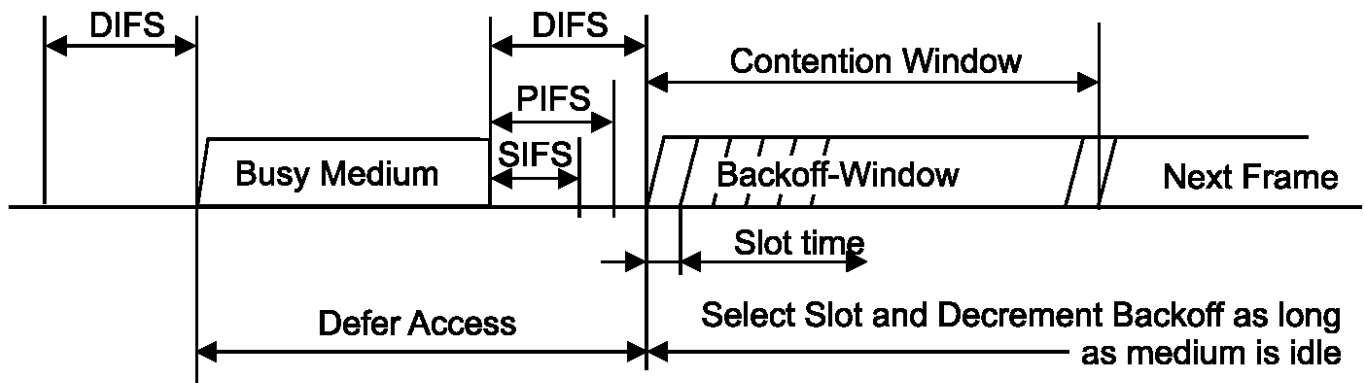 DIFS
DIFS
Contention Window
PIFS
SIFS
Busy Medium
Backoff-Window
Next Frame
Slot time
Defer Access
Select Slot and Decrement Backoff as long
as medium is idle